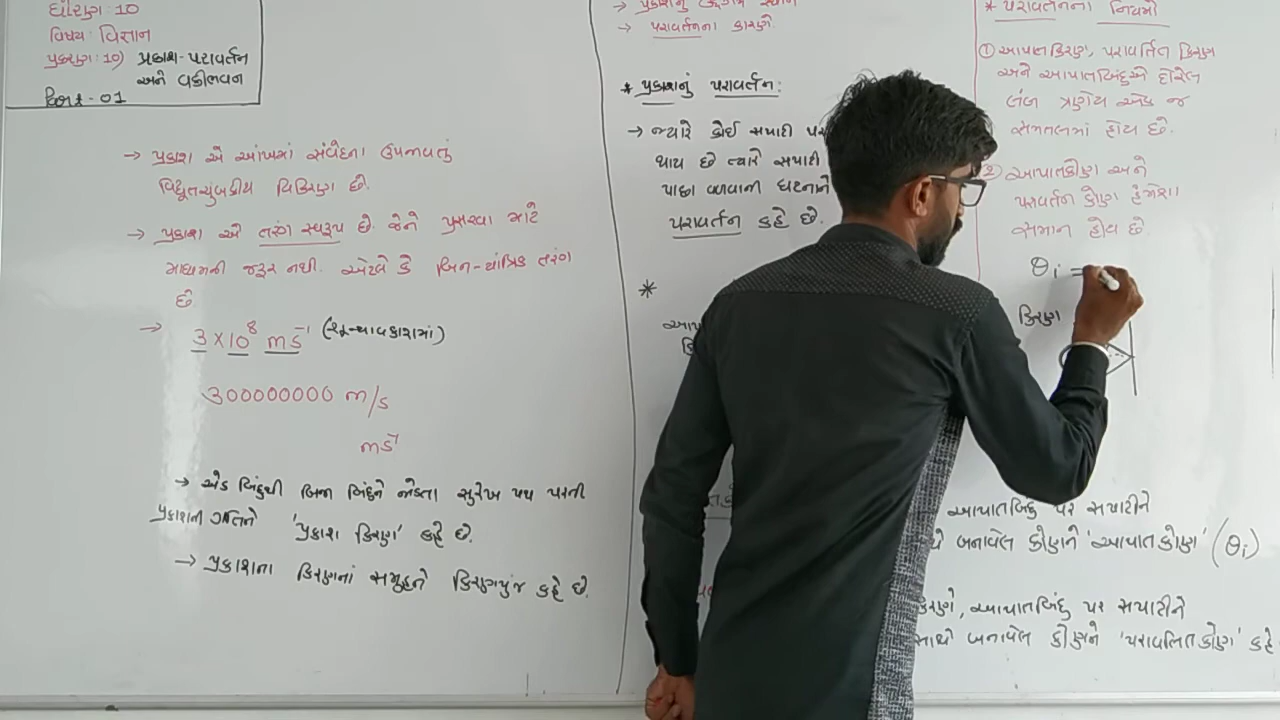 ધોરણ: 10
વિષય: વિજ્ઞાન
પ્રકરણ: 10) પ્રકાશ-પરાવર્તન
અને વક્રીભવન
→ પ્રકાશ એ આંખમાં સંવેદના ઉપજાવતું
વિદ્યુતચુંબકીય વિકિરણ છે.
→ પ્રકાશ એ તરંગ સ્વરૂપ છે. જેને પ્રસરવા માટે
માધ્યમની જરૂર નથી. એટલે કે બિન-યાંત્રિક તરંગ
છે
→ 3 × 10⁸ ms⁻¹ (શૂન્યાવકાશમાં)
300000000 m/s
ms⁻¹
→ એક બિંદુથી બીજા બિંદુને જોડતા સુરેખ પથ પરની
પ્રકાશની ગતિને 'પ્રકાશ કિરણ' કહે છે.
→ પ્રકાશના કિરણનાં સમૂહને કિરણપુંજ કહે છે.
→ પરાવર્તનના કારણે
* પ્રકાશનું પરાવર્તન:
→ જ્યારે કોઈ સપાટી પર
થાય છે ત્યારે સપાટી
પાછા વળવાની ઘટનાને
પરાવર્તન કહે છે.
*
* પરાવર્તનના નિયમો
① આપાતકિરણ, પરાવર્તિત કિરણ
અને આપાતબિંદુએ દોરેલ
લંબ ત્રણેય એક જ
સમતલમાં હોય છે.
② આપાતકોણ અને
પરાવર્તન કોણ હંમેશા
સમાન હોય છે.
θi =
કિરણ
આપાતબિંદુ પર સપાટીને
બનાવેલ કોણને 'આપાતકોણ' (θi)
કિરણે, આપાતબિંદુ પર સપાટીને
સાથે બનાવેલ કોણને 'પરાવર્તિતકોણ' કહે